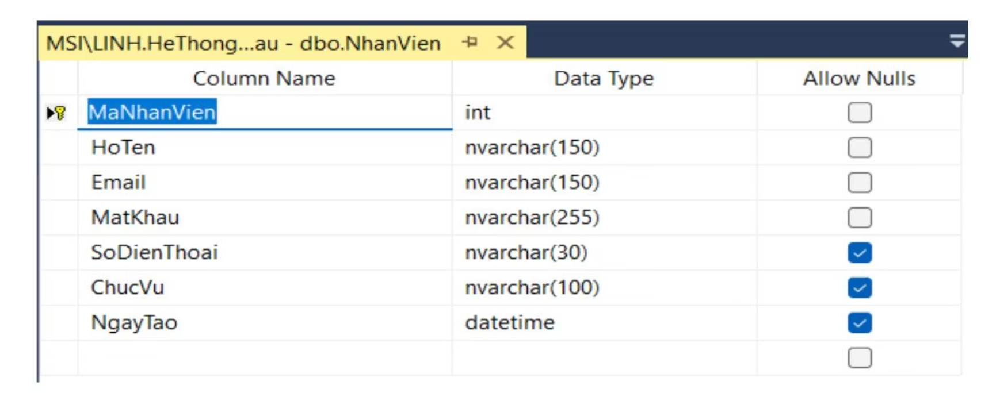 MSI\LINH.HeThong...au - dbo.NhanVien
Column Name Data Type Allow Nulls
MaNhanVien int
HoTen nvarchar(150)
Email nvarchar(150)
MatKhau nvarchar(255)
SoDienThoai nvarchar(30)
ChucVu nvarchar(100)
NgayTao datetime